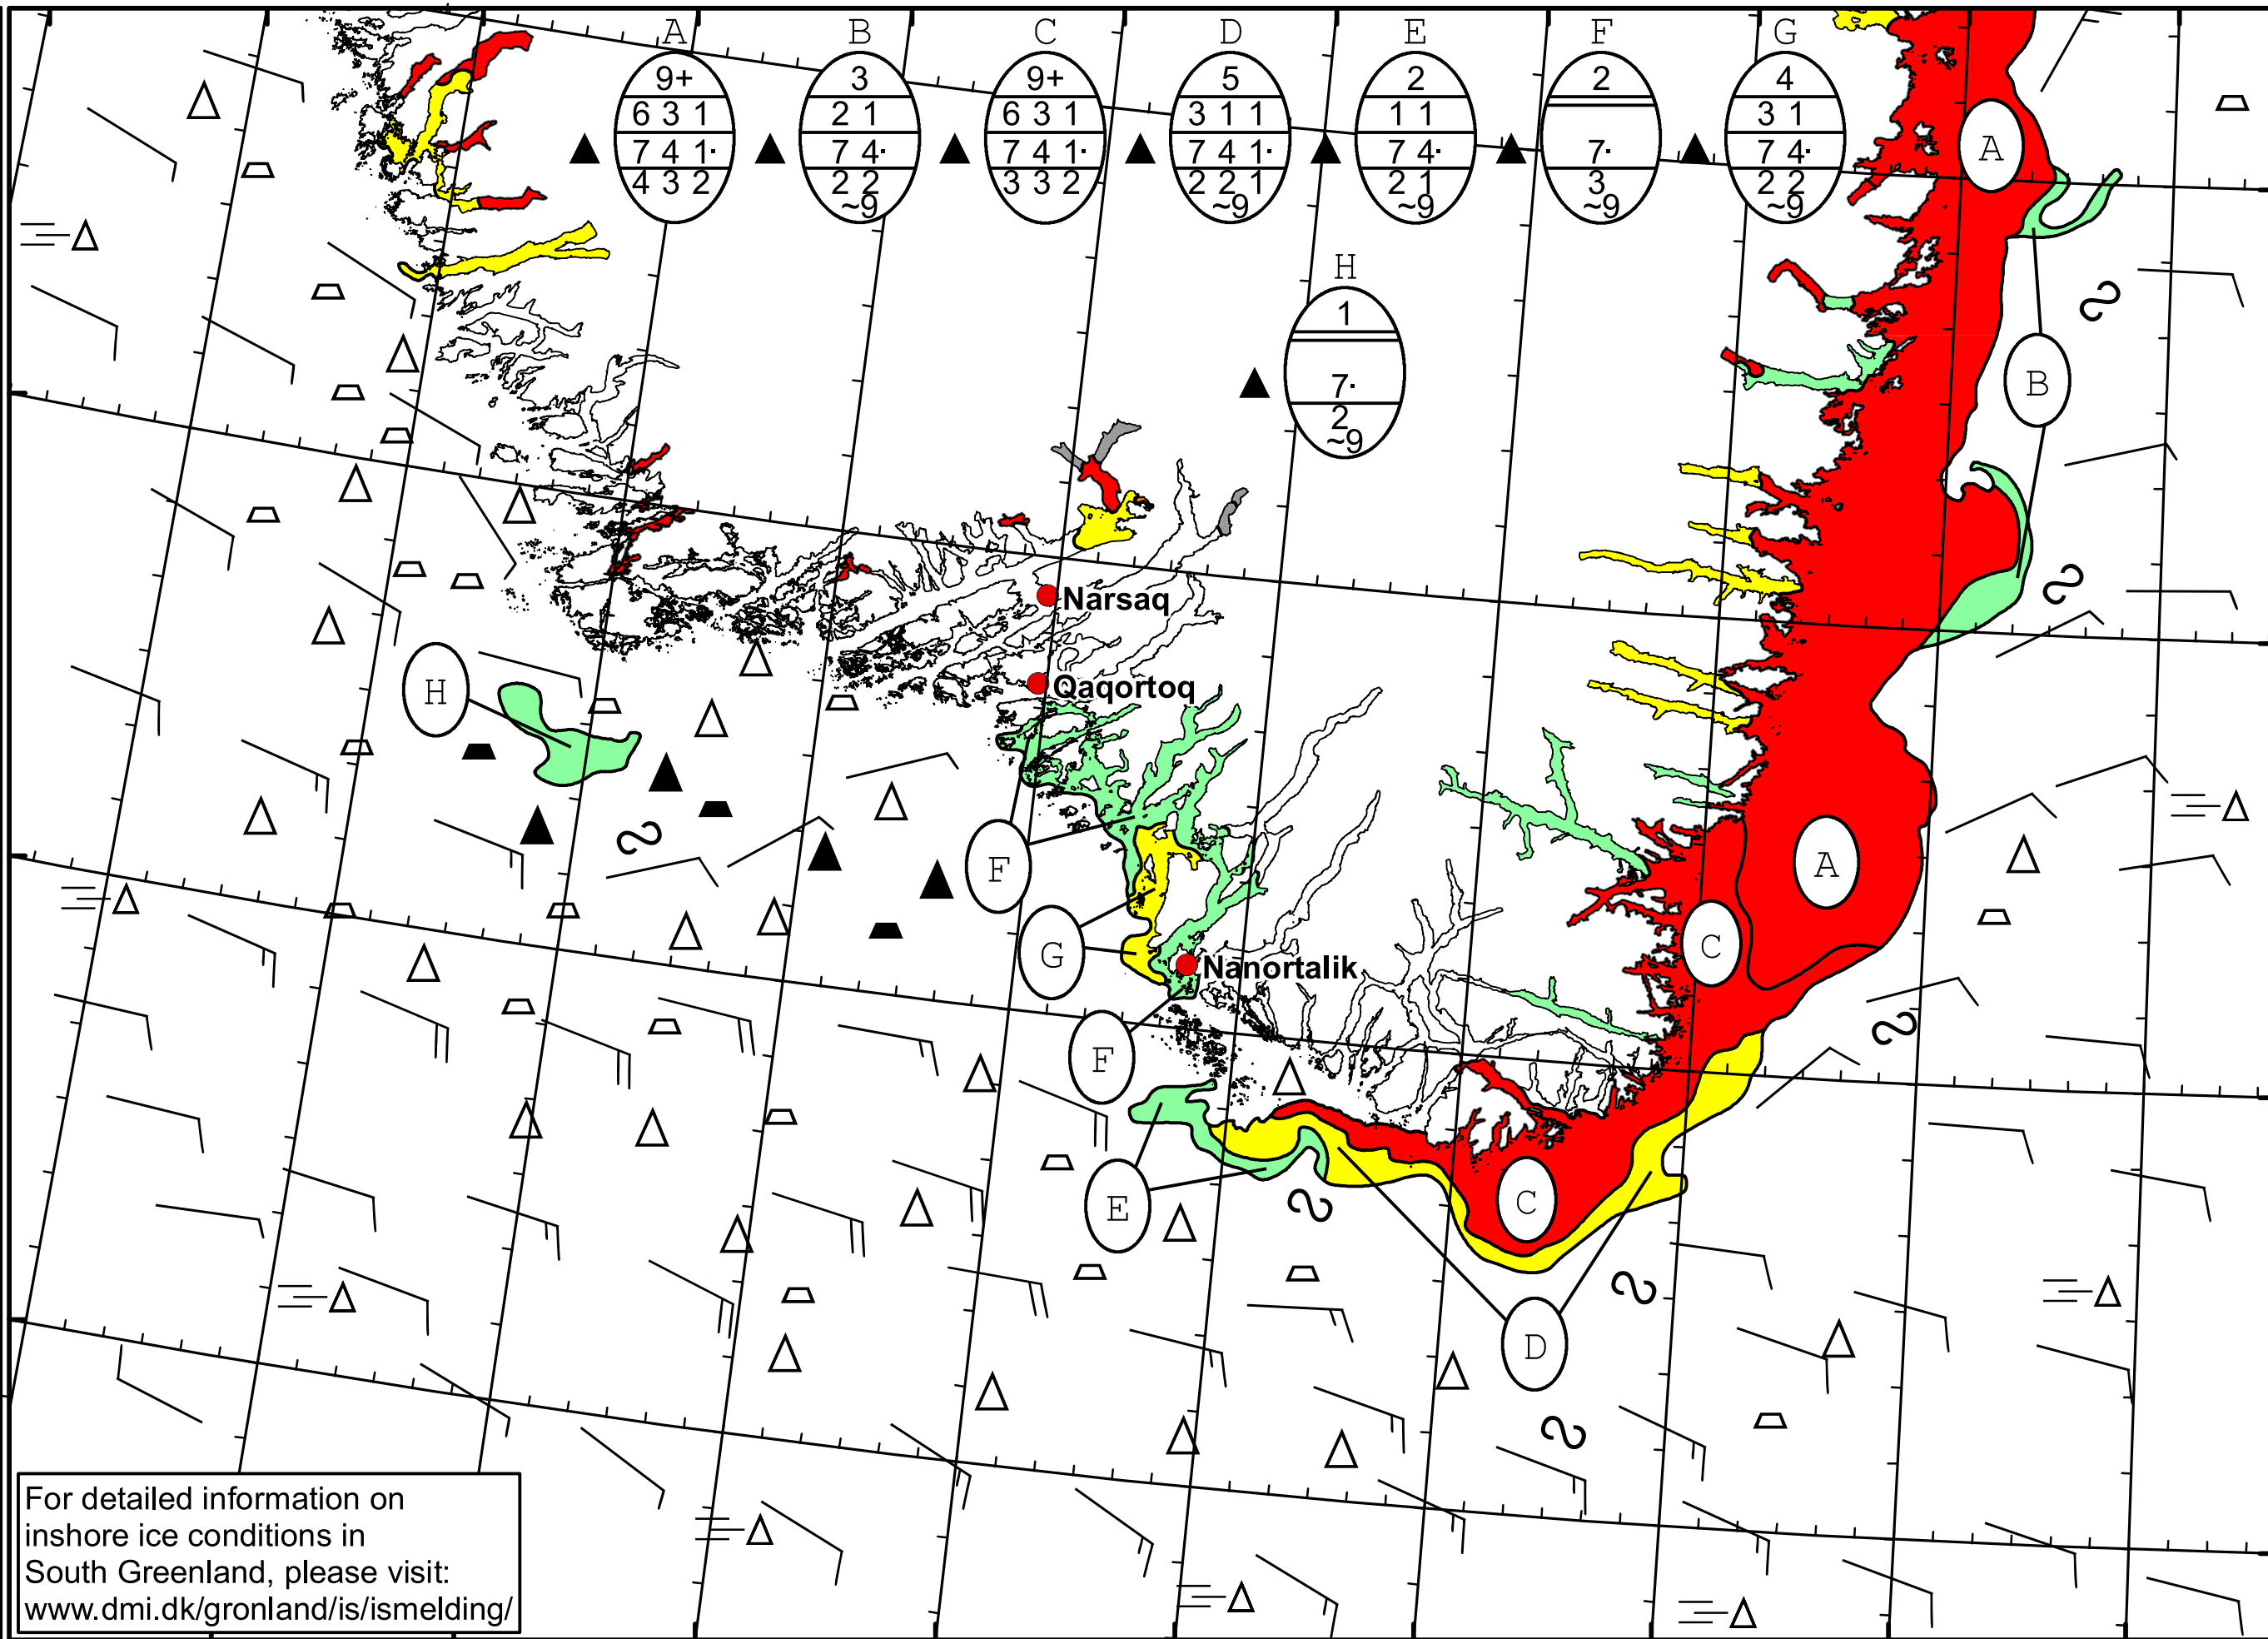 A B C D E F G
9+ 3 9+ 5 2 2 4
6 3 1 2 1 6 3 1 3 1 1 1 1 3 1
7 4 1· 7 4· 7 4 1· 7 4 1· 7 4· 7· 7 4·
4 3 2 2 2 3 3 2 2 2 1 2 1 3 2 2
~9 ~9 ~9 ~9 ~9
A
H
1
7·
2
~9
B
Narsaq
Qaqortoq
H
F
A
G
C
Nanortalik
F
E
C
D
For detailed information on
inshore ice conditions in
South Greenland, please visit:
www.dmi.dk/gronland/is/ismelding/